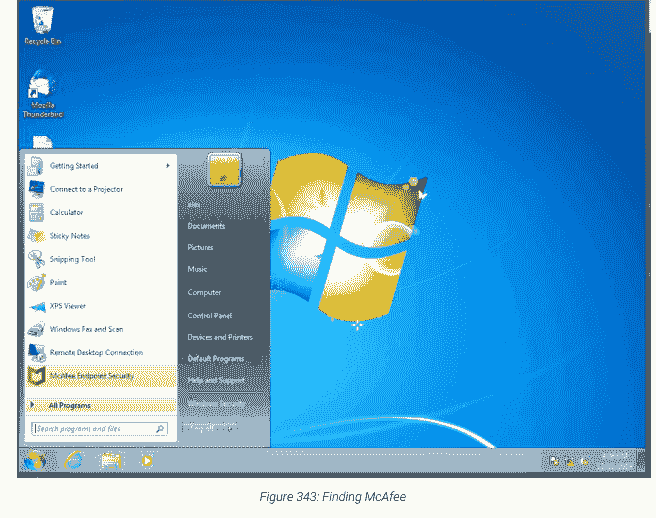 Recycle Bin
Mozilla
Thunderbird
Getting Started
Connect to a Projector
Calculator
Sticky Notes
Snipping Tool
Paint
XPS Viewer
Windows Fax and Scan
Remote Desktop Connection
McAfee Endpoint Security
All Programs
Search programs and files
Documents
Pictures
Music
Computer
Control Panel
Devices and Printers
Default Programs
Help and Support
Windows Security
Figure 343: Finding McAfee